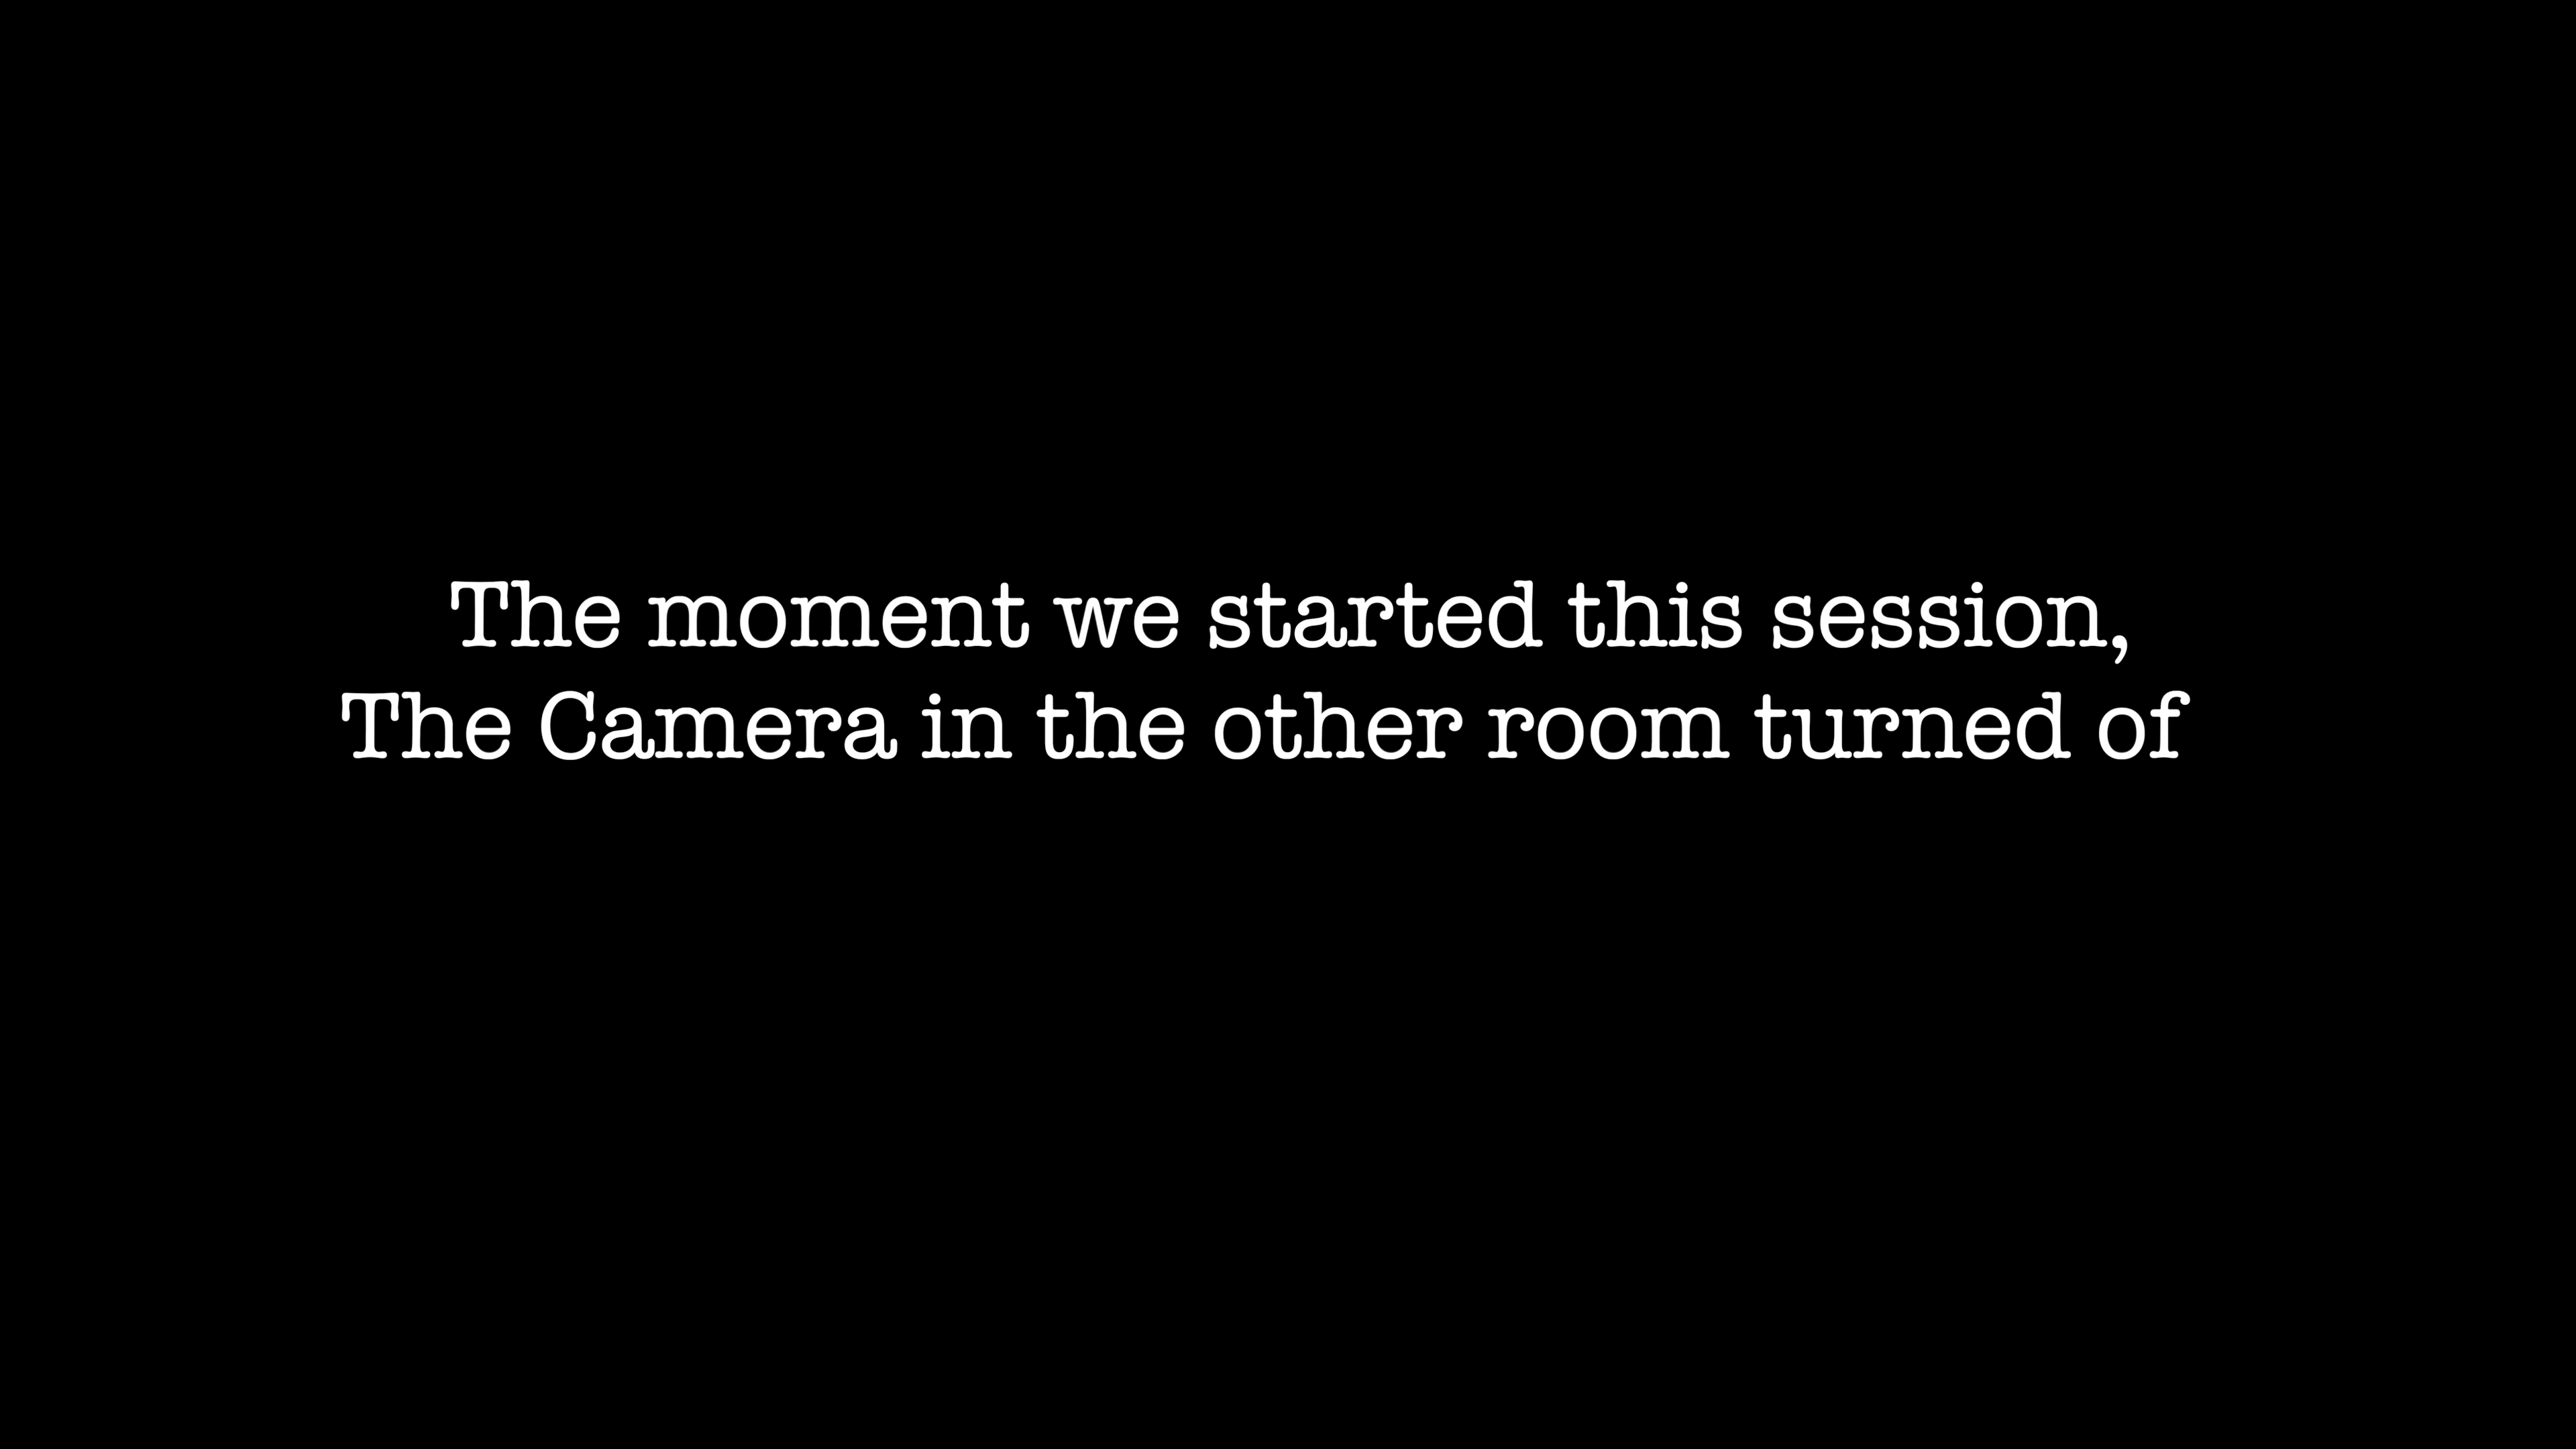 The moment we started this session,
The Camera in the other room turned of